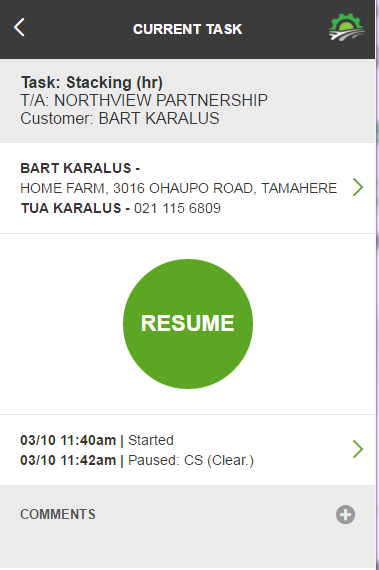 CURRENT TASK
Task: Stacking (hr)
T/A: NORTHVIEW PARTNERSHIP
Customer: BART KARALUS
BART KARALUS -
HOME FARM, 3016 OHAUPO ROAD, TAMAHERE
TUA KARALUS - 021 115 6809
RESUME
03/10 11:40am | Started
03/10 11:42am | Paused: CS (Clear.)
COMMENTS